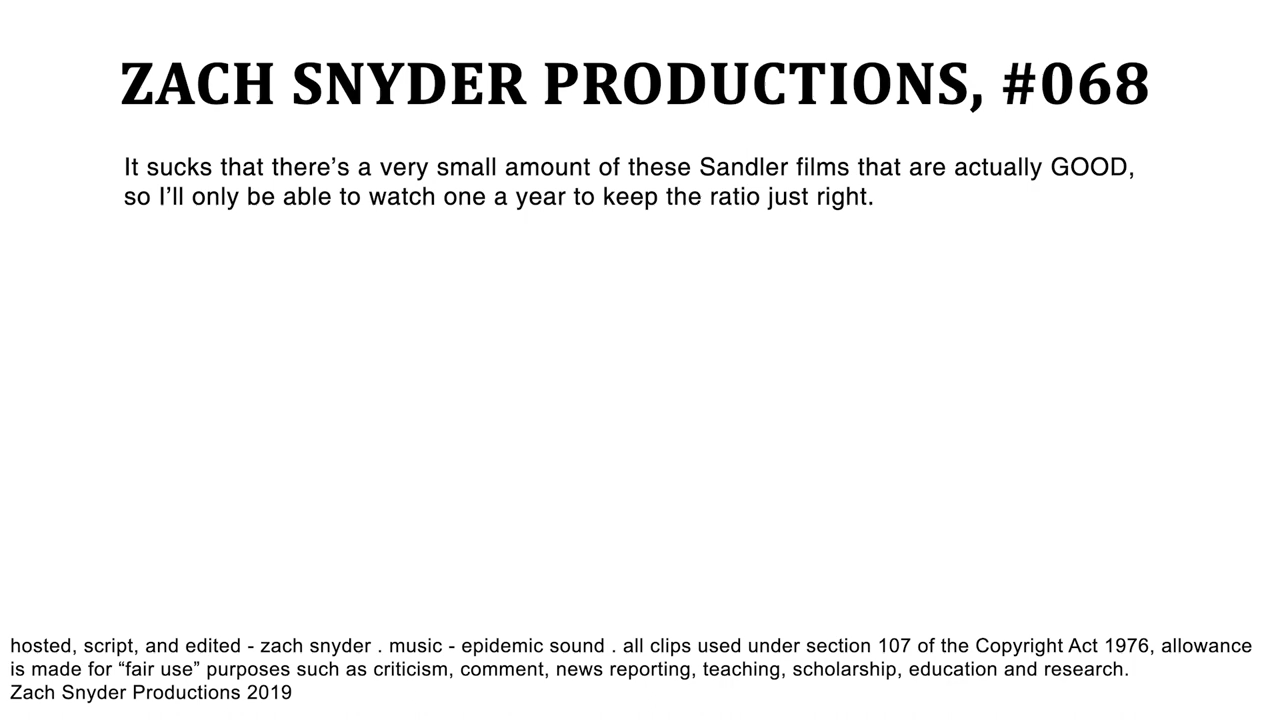 ZACH SNYDER PRODUCTIONS, #068
It sucks that there’s a very small amount of these Sandler films that are actually GOOD,
so I’ll only be able to watch one a year to keep the ratio just right.
hosted, script, and edited - zach snyder . music - epidemic sound . all clips used under section 107 of the Copyright Act 1976, allowance
is made for “fair use” purposes such as criticism, comment, news reporting, teaching, scholarship, education and research.
Zach Snyder Productions 2019